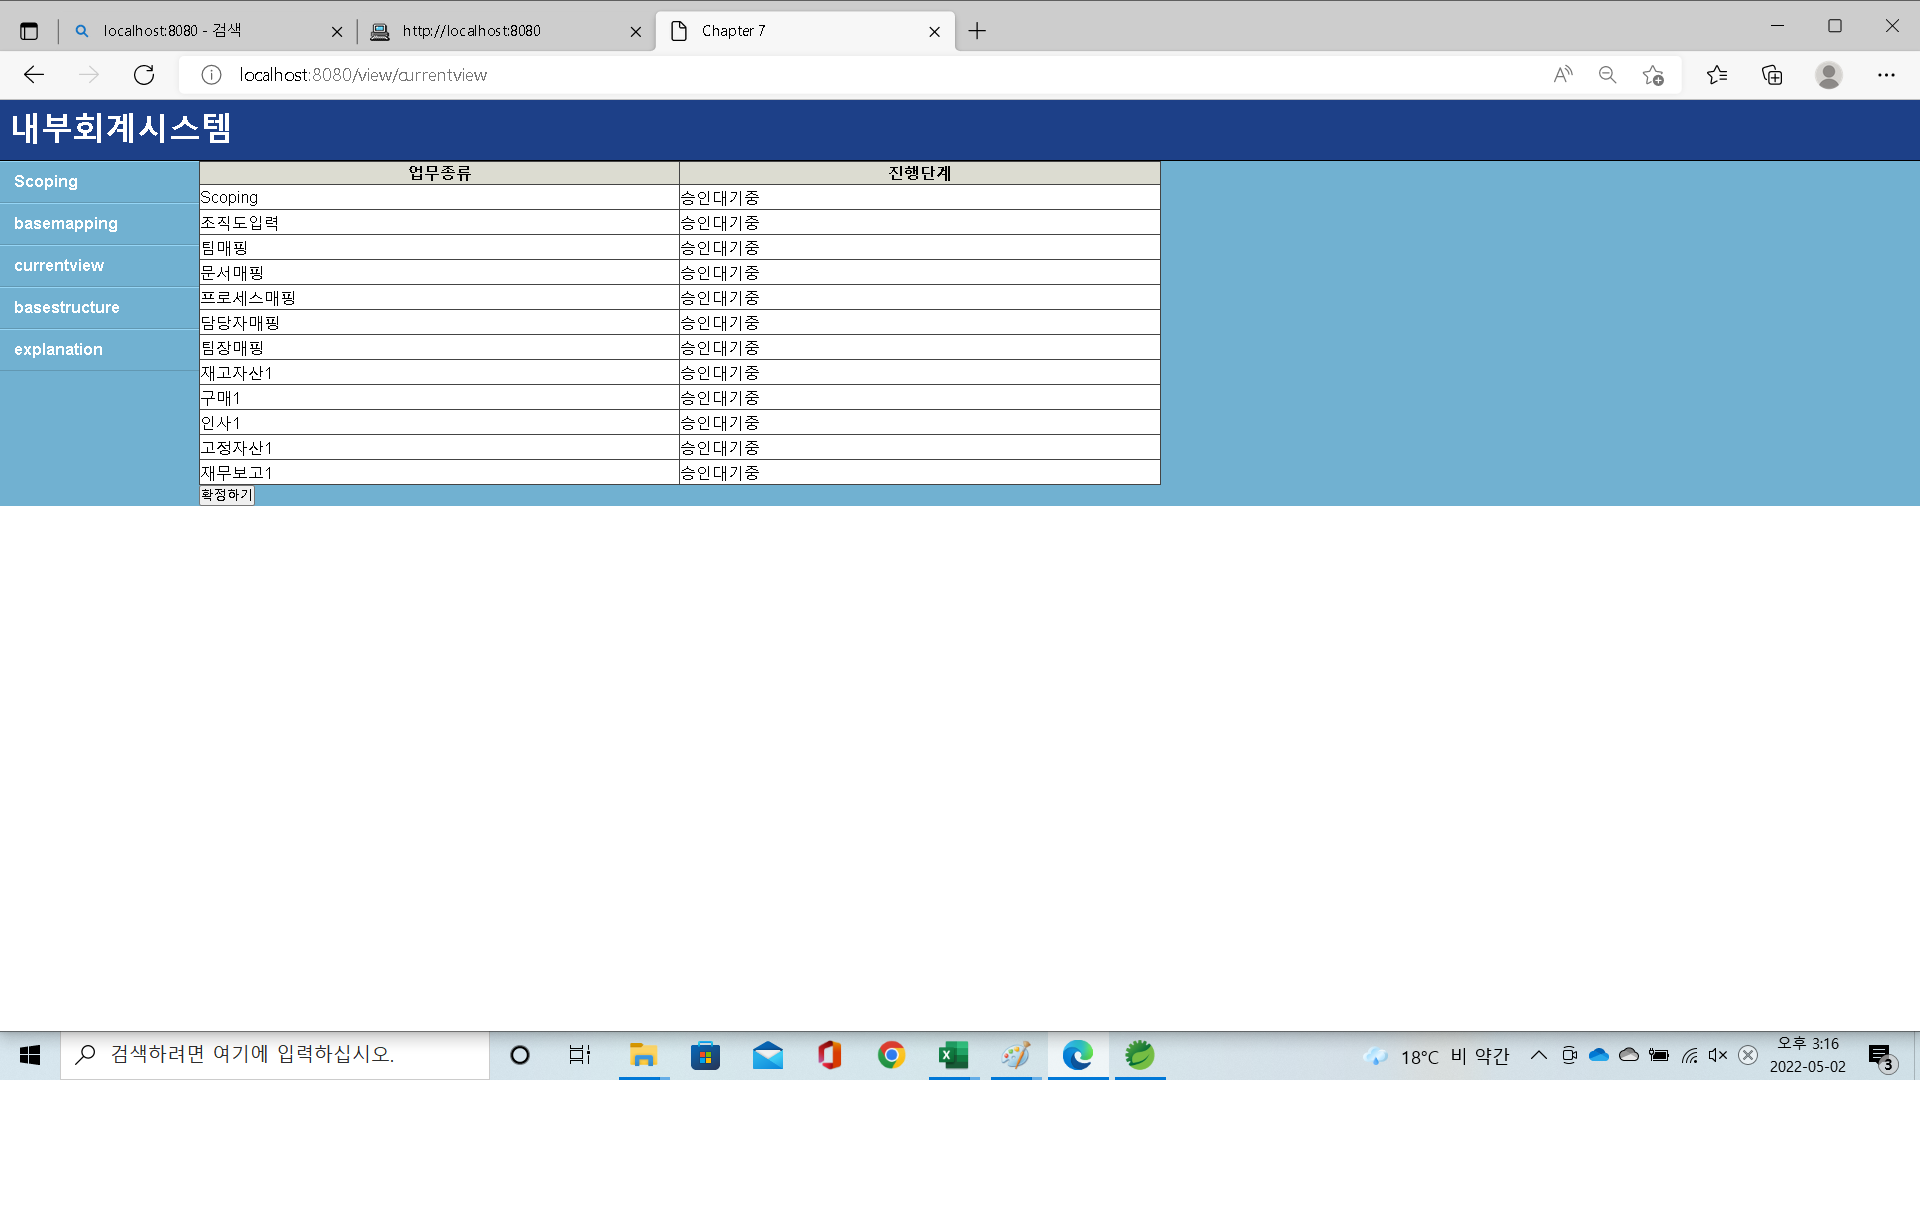 localhost:8080 - 검색
http://localhost:8080
Chapter 7
localhost:8080/view/currentview
내부회계시스템
Scoping
basemapping
currentview
basestructure
explanation
업무종류 진행단계
Scoping 승인대기중
조직도입력 승인대기중
팀매핑 승인대기중
문서매핑 승인대기중
프로세스매핑 승인대기중
담당자매핑 승인대기중
팀장매핑 승인대기중
재고자산1 승인대기중
구매1 승인대기중
인사1 승인대기중
고정자산1 승인대기중
재무보고1 승인대기중
확정하기
검색하려면 여기에 입력하십시오.
18°C 비 약간
오후 3:16
2022-05-02
3